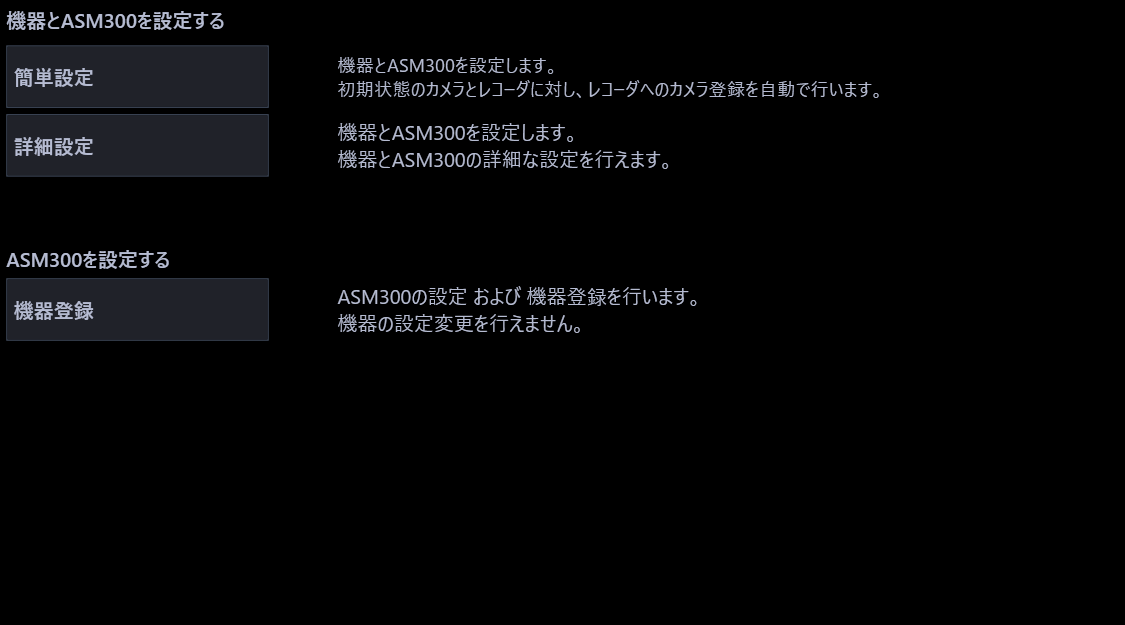 機器とASM300を設定する
簡単設定
機器とASM300を設定します。
初期状態のカメラとレコーダに対し、レコーダへのカメラ登録を自動で行います。
詳細設定
機器とASM300を設定します。
機器とASM300の詳細な設定を行えます。
ASM300を設定する
機器登録
ASM300の設定 および 機器登録を行います。
機器の設定変更を行えません。